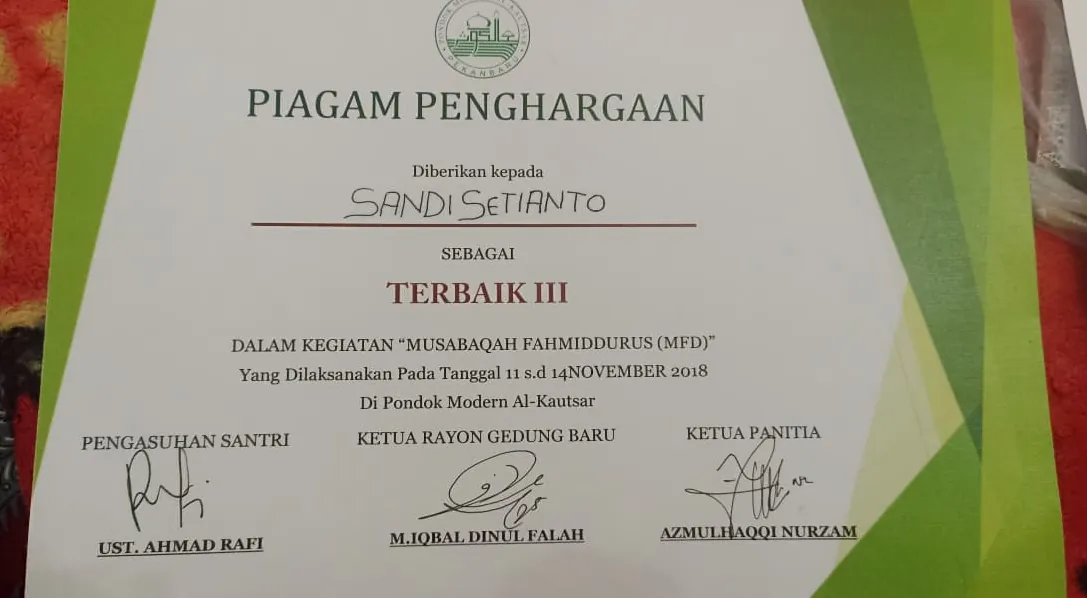 PEKANBARU
PIAGAM PENGHARGAAN
Diberikan kepada
SANDI SETIANTO
SEBAGAI
TERBAIK III
DALAM KEGIATAN “MUSABAQAH FAHMIDDURUS (MFD)”
Yang Dilaksanakan Pada Tanggal 11 s.d 14NOVEMBER 2018
Di Pondok Modern Al-Kautsar
PENGASUHAN SANTRI KETUA RAYON GEDUNG BARU KETUA PANITIA
UST. AHMAD RAFI M.IQBAL DINUL FALAH AZMULHAQQI NURZAM